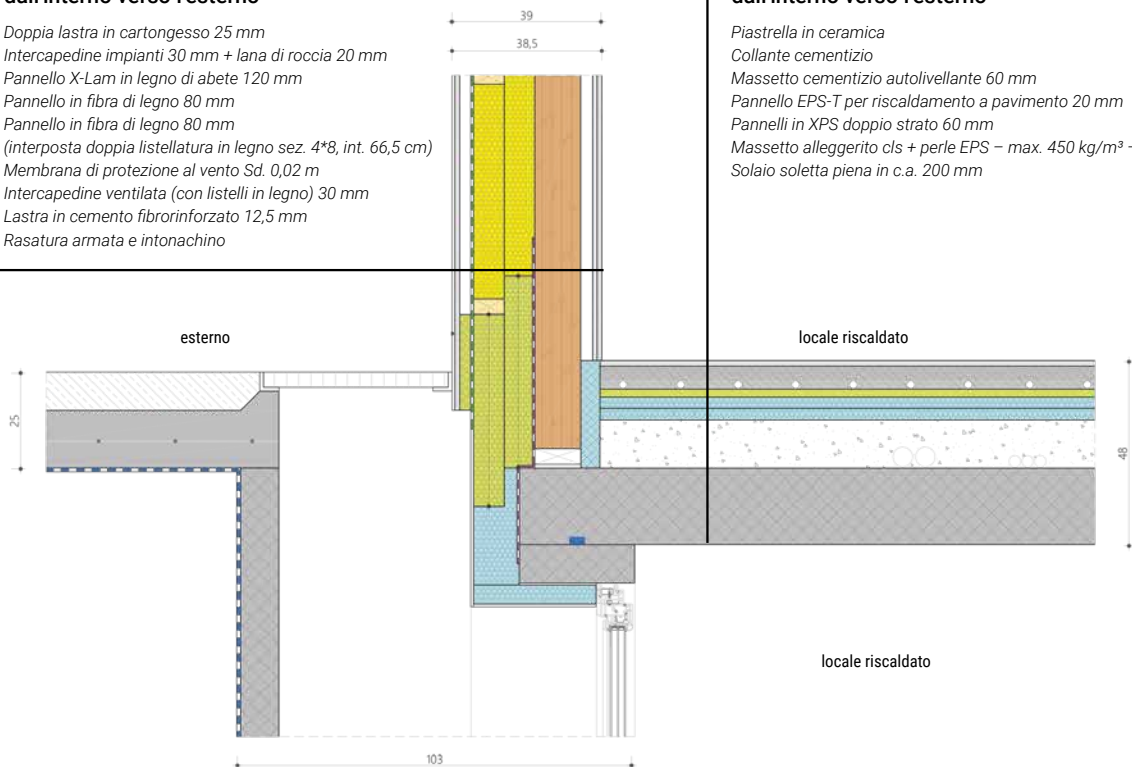 dall'interno verso l'esterno
Doppia lastra in cartongesso 25 mm
Intercapedine impianti 30 mm + lana di roccia 20 mm
Pannello X-Lam in legno di abete 120 mm
Pannello in fibra di legno 80 mm
Pannello in fibra di legno 80 mm
(interposta doppia listellatura in legno sez. 4*8, int. 66,5 cm)
Membrana di protezione al vento Sd. 0,02 m
Intercapedine ventilata (con listelli in legno) 30 mm
Lastra in cemento fibrorinforzato 12,5 mm
Rasatura armata e intonachino
39
38,5
dall'interno verso l'esterno
Piastrella in ceramica
Collante cementizio
Massetto cementizio autolivellante 60 mm
Pannello EPS-T per riscaldamento a pavimento 20 mm
Pannelli in XPS doppio strato 60 mm
Massetto alleggerito cls + perle EPS – max. 450 kg/m³ -
Solaio soletta piena in c.a. 200 mm
esterno
locale riscaldato
25
48
locale riscaldato
103